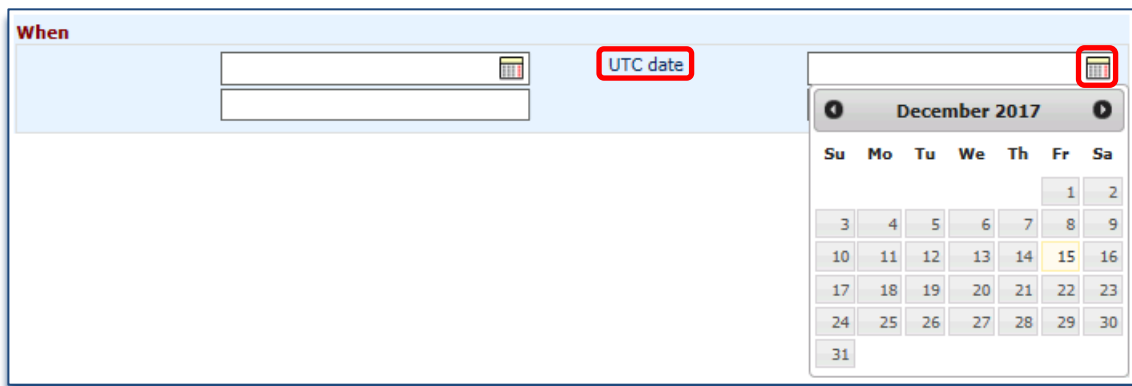 When
UTC date
December 2017
Su Mo Tu We Th Fr Sa
1 2
3 4 5 6 7 8 9
10 11 12 13 14 15 16
17 18 19 20 21 22 23
24 25 26 27 28 29 30
31